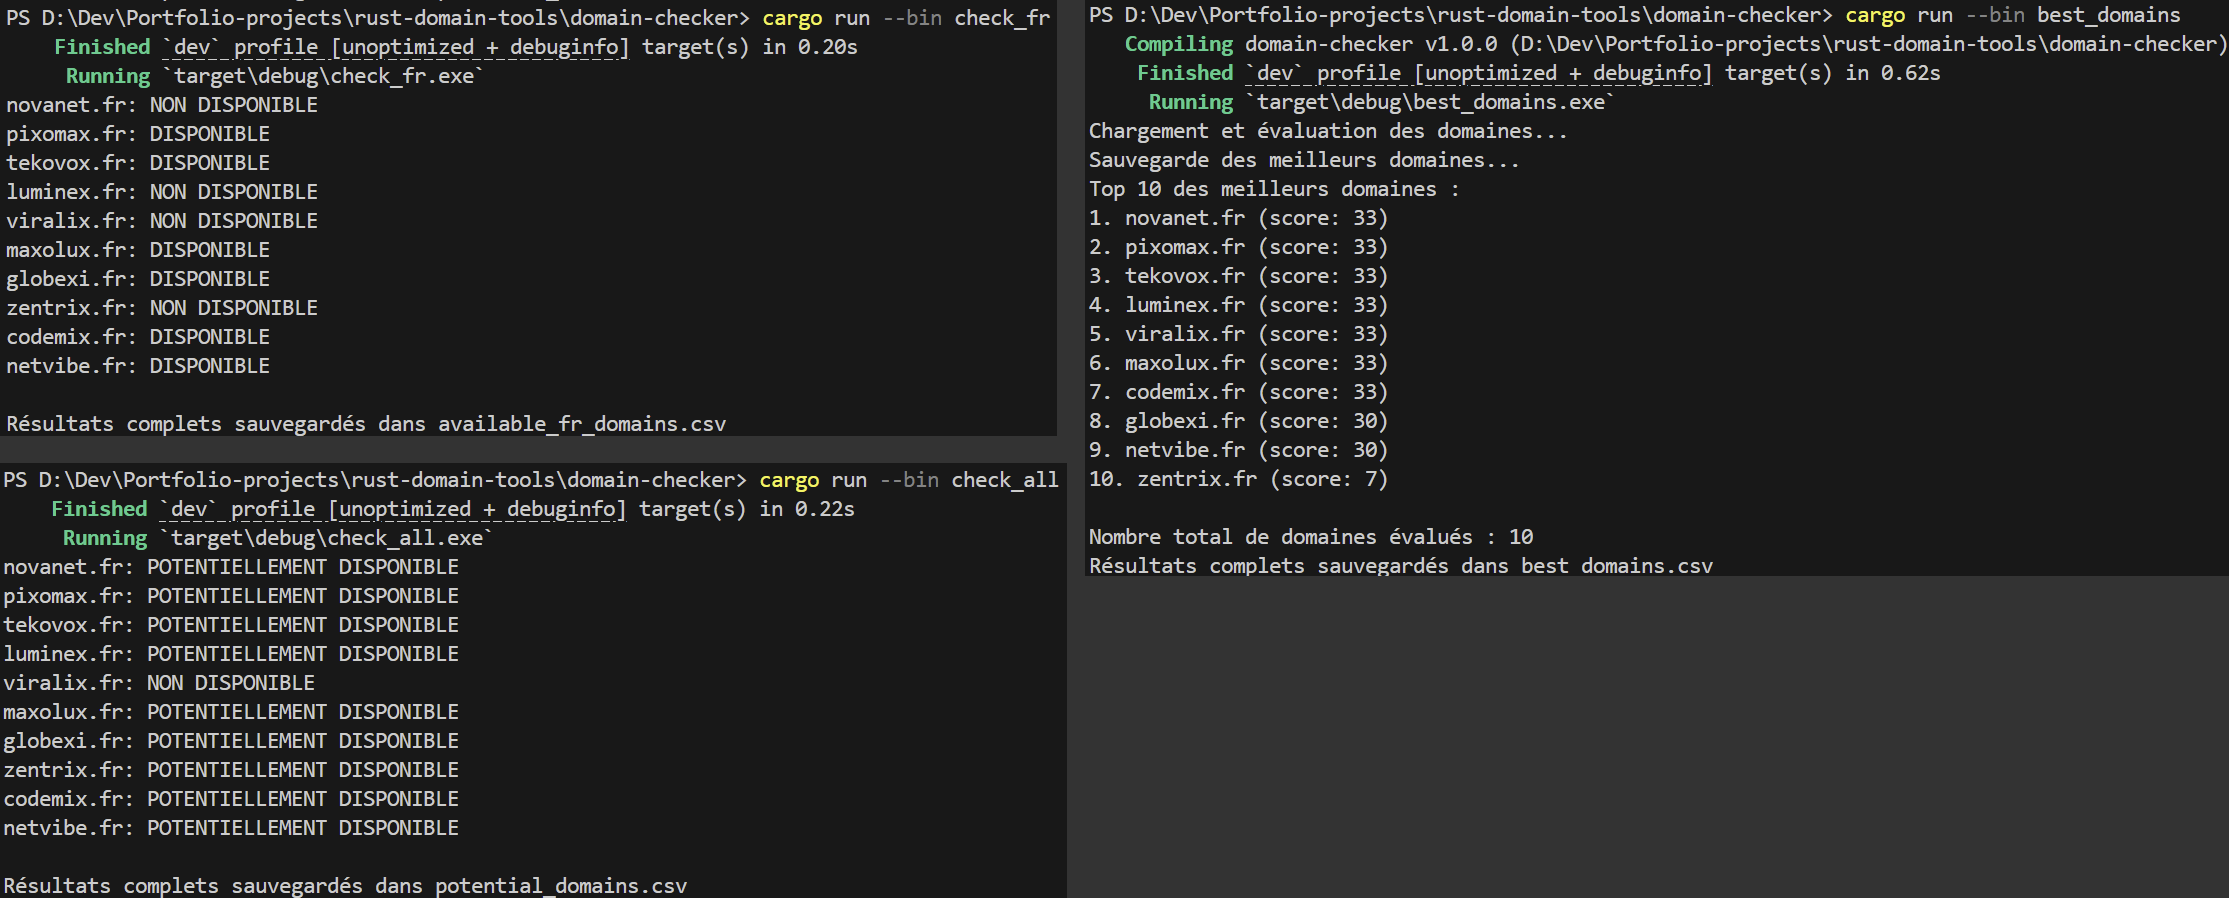 PS D:\Dev\Portfolio-projects\rust-domain-tools\domain-checker> cargo run --bin check_fr
    Finished `dev` profile [unoptimized + debuginfo] target(s) in 0.20s
     Running `target\debug\check_fr.exe`
novanet.fr: NON DISPONIBLE
pixomax.fr: DISPONIBLE
tekovox.fr: DISPONIBLE
luminex.fr: NON DISPONIBLE
viralix.fr: NON DISPONIBLE
maxolux.fr: DISPONIBLE
globexi.fr: DISPONIBLE
zentrix.fr: NON DISPONIBLE
codemix.fr: DISPONIBLE
netvibe.fr: DISPONIBLE

Résultats complets sauvegardés dans available_fr_domains.csv
PS D:\Dev\Portfolio-projects\rust-domain-tools\domain-checker> cargo run --bin check_all
    Finished `dev` profile [unoptimized + debuginfo] target(s) in 0.22s
     Running `target\debug\check_all.exe`
novanet.fr: POTENTIELLEMENT DISPONIBLE
pixomax.fr: POTENTIELLEMENT DISPONIBLE
tekovox.fr: POTENTIELLEMENT DISPONIBLE
luminex.fr: POTENTIELLEMENT DISPONIBLE
viralix.fr: NON DISPONIBLE
maxolux.fr: POTENTIELLEMENT DISPONIBLE
globexi.fr: POTENTIELLEMENT DISPONIBLE
zentrix.fr: POTENTIELLEMENT DISPONIBLE
codemix.fr: POTENTIELLEMENT DISPONIBLE
netvibe.fr: POTENTIELLEMENT DISPONIBLE

Résultats complets sauvegardés dans potential_domains.csv
PS D:\Dev\Portfolio-projects\rust-domain-tools\domain-checker> cargo run --bin best_domains
   Compiling domain-checker v1.0.0 (D:\Dev\Portfolio-projects\rust-domain-tools\domain-checker)
    Finished `dev` profile [unoptimized + debuginfo] target(s) in 0.62s
     Running `target\debug\best_domains.exe`
Chargement et évaluation des domaines...
Sauvegarde des meilleurs domaines...
Top 10 des meilleurs domaines :
1. novanet.fr (score: 33)
2. pixomax.fr (score: 33)
3. tekovox.fr (score: 33)
4. luminex.fr (score: 33)
5. viralix.fr (score: 33)
6. maxolux.fr (score: 33)
7. codemix.fr (score: 33)
8. globexi.fr (score: 30)
9. netvibe.fr (score: 30)
10. zentrix.fr (score: 7)

Nombre total de domaines évalués : 10
Résultats complets sauvegardés dans best_domains.csv